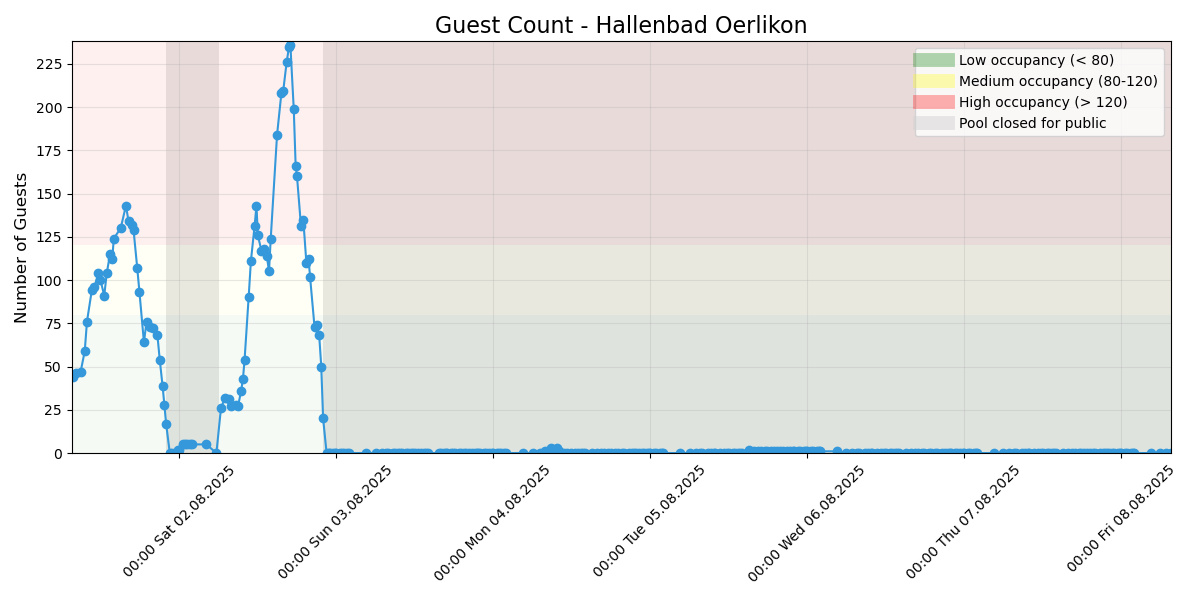 Guest Count - Hallenbad Oerlikon
Number of Guests
225
200
175
150
125
100
75
50
25
0
Low occupancy (< 80)
Medium occupancy (80-120)
High occupancy (> 120)
Pool closed for public
00:00 Sat 02.08.2025
00:00 Sun 03.08.2025
00:00 Mon 04.08.2025
00:00 Tue 05.08.2025
00:00 Wed 06.08.2025
00:00 Thu 07.08.2025
00:00 Fri 08.08.2025